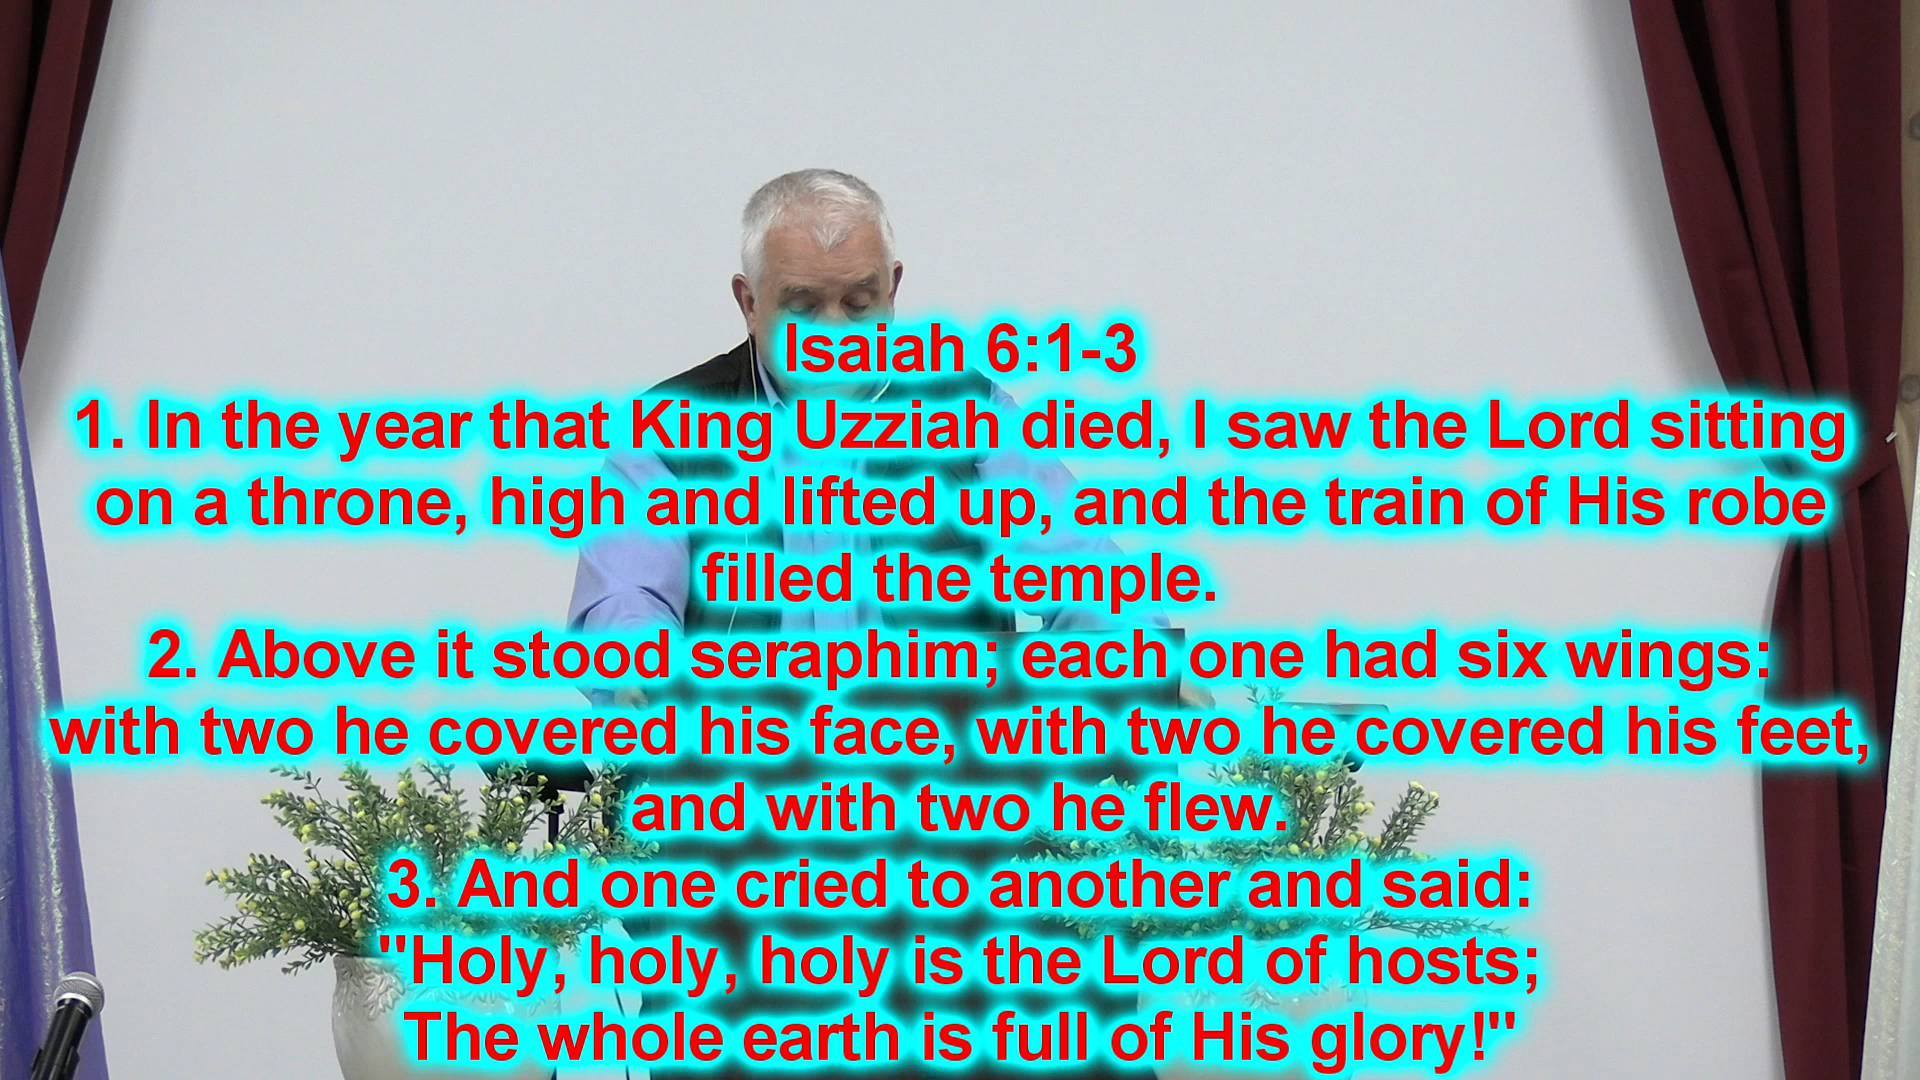 Isaiah 6:1-3
1. In the year that King Uzziah died, I saw the Lord sitting
on a throne, high and lifted up, and the train of His robe
filled the temple.
2. Above it stood seraphim; each one had six wings:
with two he covered his face, with two he covered his feet,
and with two he flew.
3. And one cried to another and said:
"Holy, holy, holy is the Lord of hosts;
The whole earth is full of His glory!"